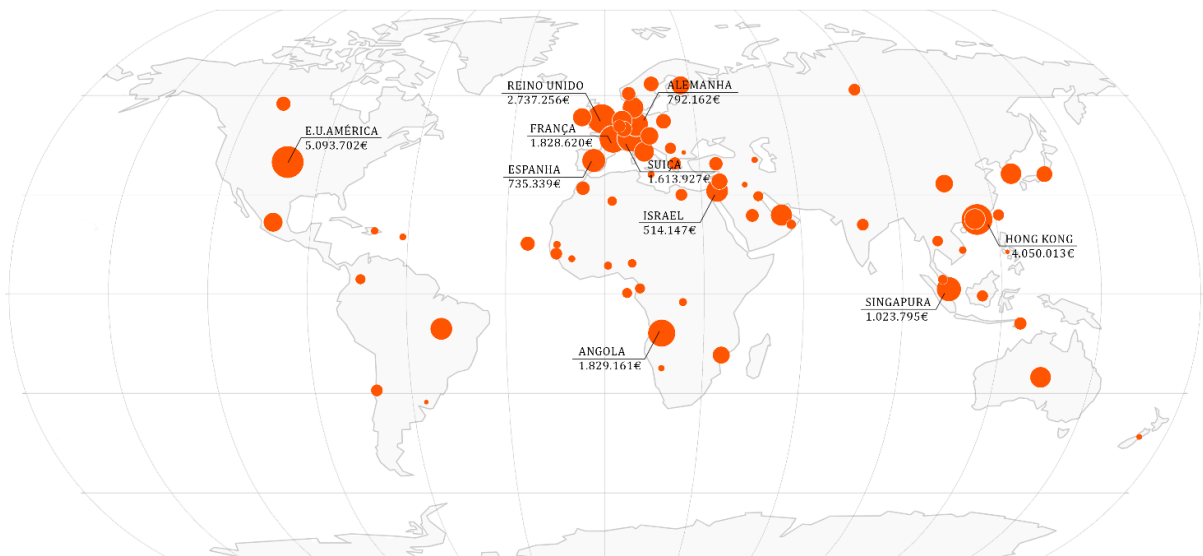 REINO UNIDO
2.737.256€
ALEMANHA
792.162€
E.U.AMÉRICA
5.093.702€
FRANÇA
1.828.620€
ESPANHA
735.339€
SUIÇA
1.613.927€
ISRAEL
514.147€
HONG KONG
4.050.013€
SINGAPURA
1.023.795€
ANGOLA
1.829.161€